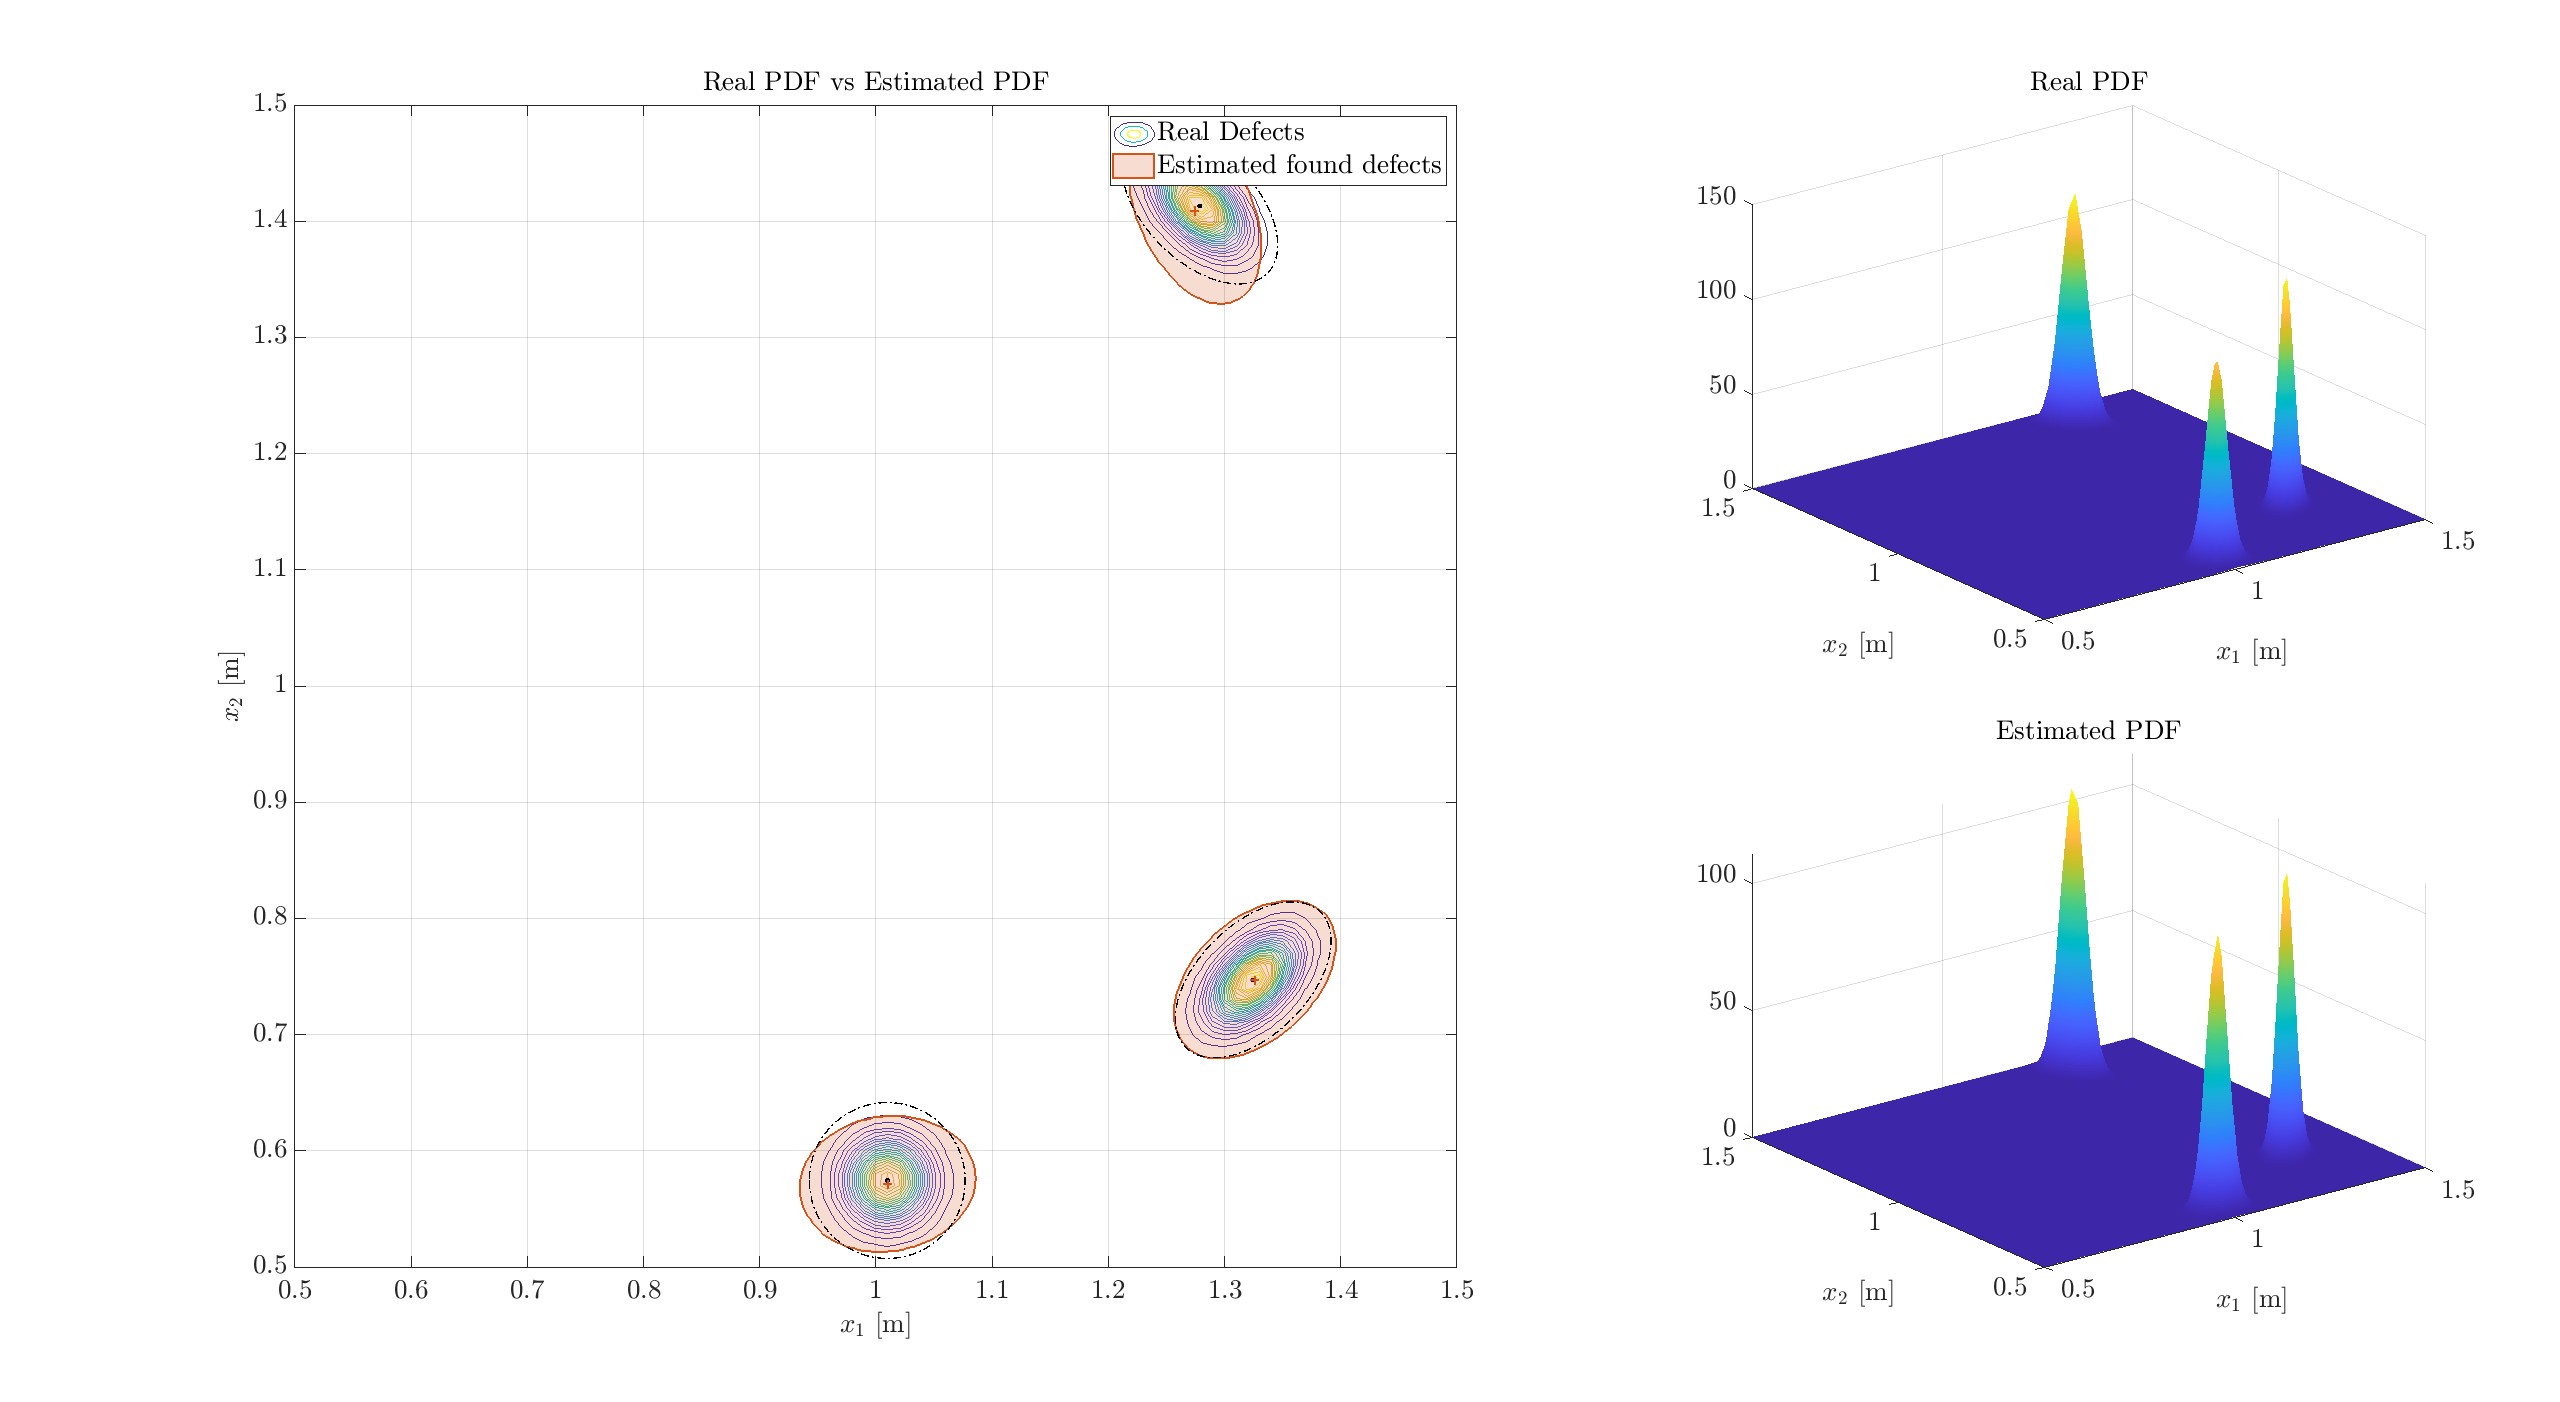 Real PDF vs Estimated PDF
Real Defects
Estimated found defects
1.5
1.4
1.3
1.2
1.1
1
0.9
0.8
0.7
0.6
0.5
x₂ [m]
0.5 0.6 0.7 0.8 0.9 1 1.1 1.2 1.3 1.4 1.5
x₁ [m]
Real PDF
150
100
50
0
1.5
1
0.5
x₂ [m]
0.5
1
1.5
x₁ [m]
Estimated PDF
100
50
0
1.5
1
0.5
x₂ [m]
0.5
1
1.5
x₁ [m]